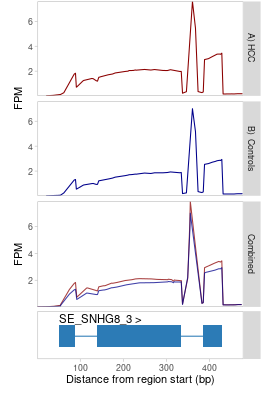 6
4
2
A) HCC
FPM
6
4
2
B) Controls
6
4
2
Combined
FPM
SE_SNHG8_3 >
100 200 300 400
Distance from region start (bp)